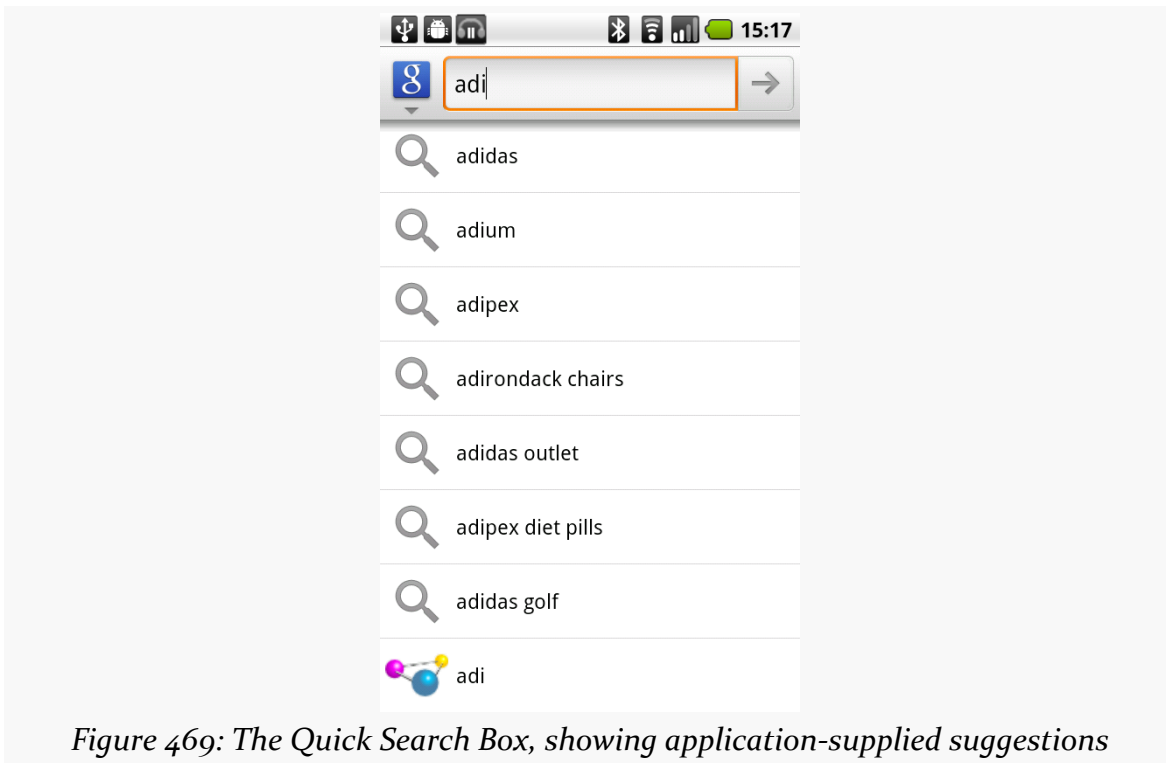 15:17
g
adi
adidas
adium
adipex
adirondack chairs
adidas outlet
adipex diet pills
adidas golf
adi
Figure 469: The Quick Search Box, showing application-supplied suggestions